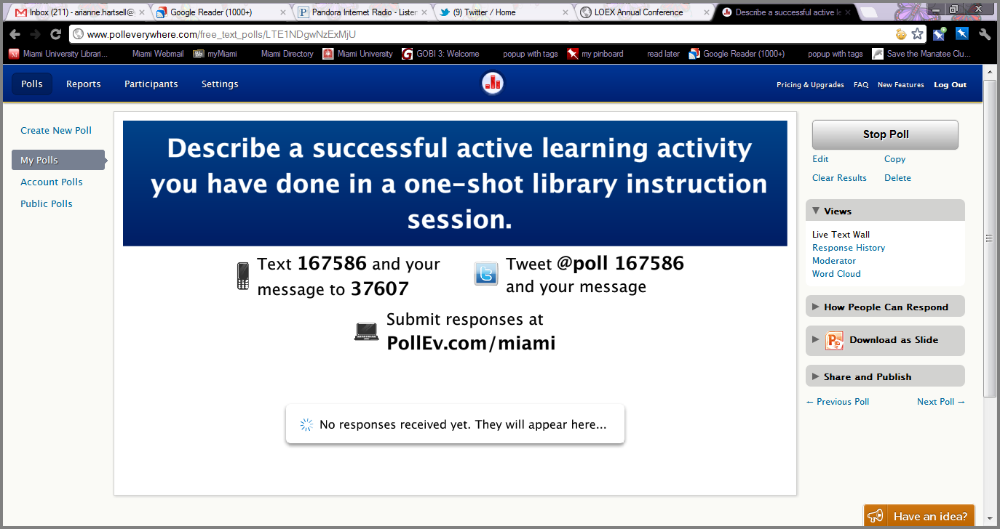 Inbox (211) - arianne.hartsell@
Google Reader (1000+)
Pandora Internet Radio - Lister
(9) Twitter / Home
LOEX Annual Conference
Describe a successful active le
www.polleverywhere.com/free_text_polls/LTE1NDgwNzExMjU
Miami University Librari...
Miami Webmail
Bb myMiami
Miami Directory
Miami University
GOBI 3: Welcome
popup with tags
my pinboard
read later
Google Reader (1000+)
popup with tags
Save the Manatee Clu...
Polls
Reports
Participants
Settings
Pricing & Upgrades
FAQ
New Features
Log Out
Create New Poll
My Polls
Account Polls
Public Polls
Describe a successful active learning activity
you have done in a one-shot library instruction
session.
Text 167586 and your
message to 37607
Tweet @poll 167586
and your message
Submit responses at
PollEv.com/miami
No responses received yet. They will appear here...
Stop Poll
Edit
Copy
Clear Results
Delete
Views
Live Text Wall
Response History
Moderator
Word Cloud
How People Can Respond
Download as Slide
Share and Publish
← Previous Poll
Next Poll →
Have an idea?